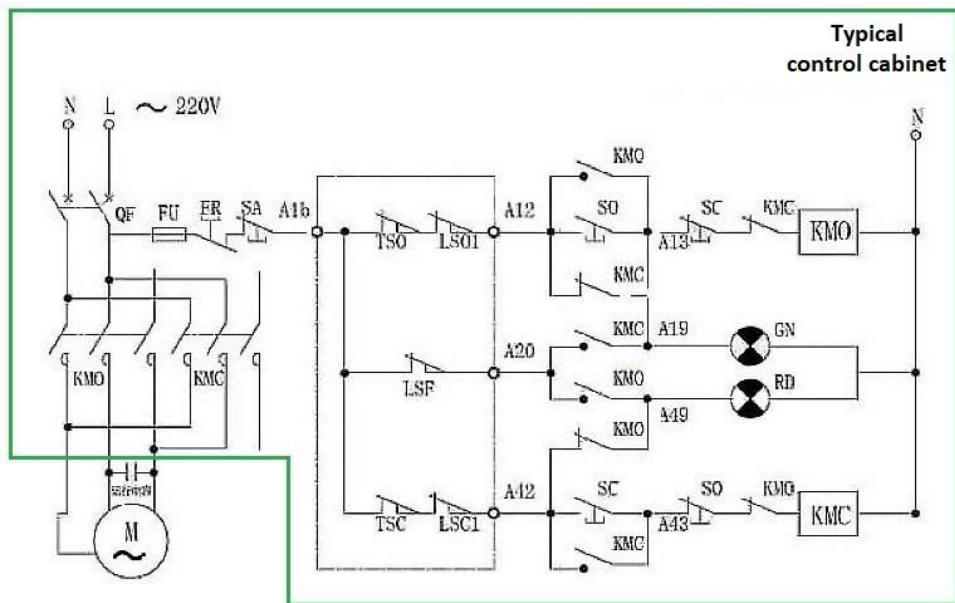 Typical
control cabinet
N L ~ 220V
N
KMO
QF FU FR SA A1b A12 SO SC KMC
TSO LSO1 A13 KMO
KMC
KMC A19 GN
A20
KMO KMC LSF KMO RD
A49
KMO
A42 SC SO KMO
TSC LSC1 A43 KMC
M
~
KMC